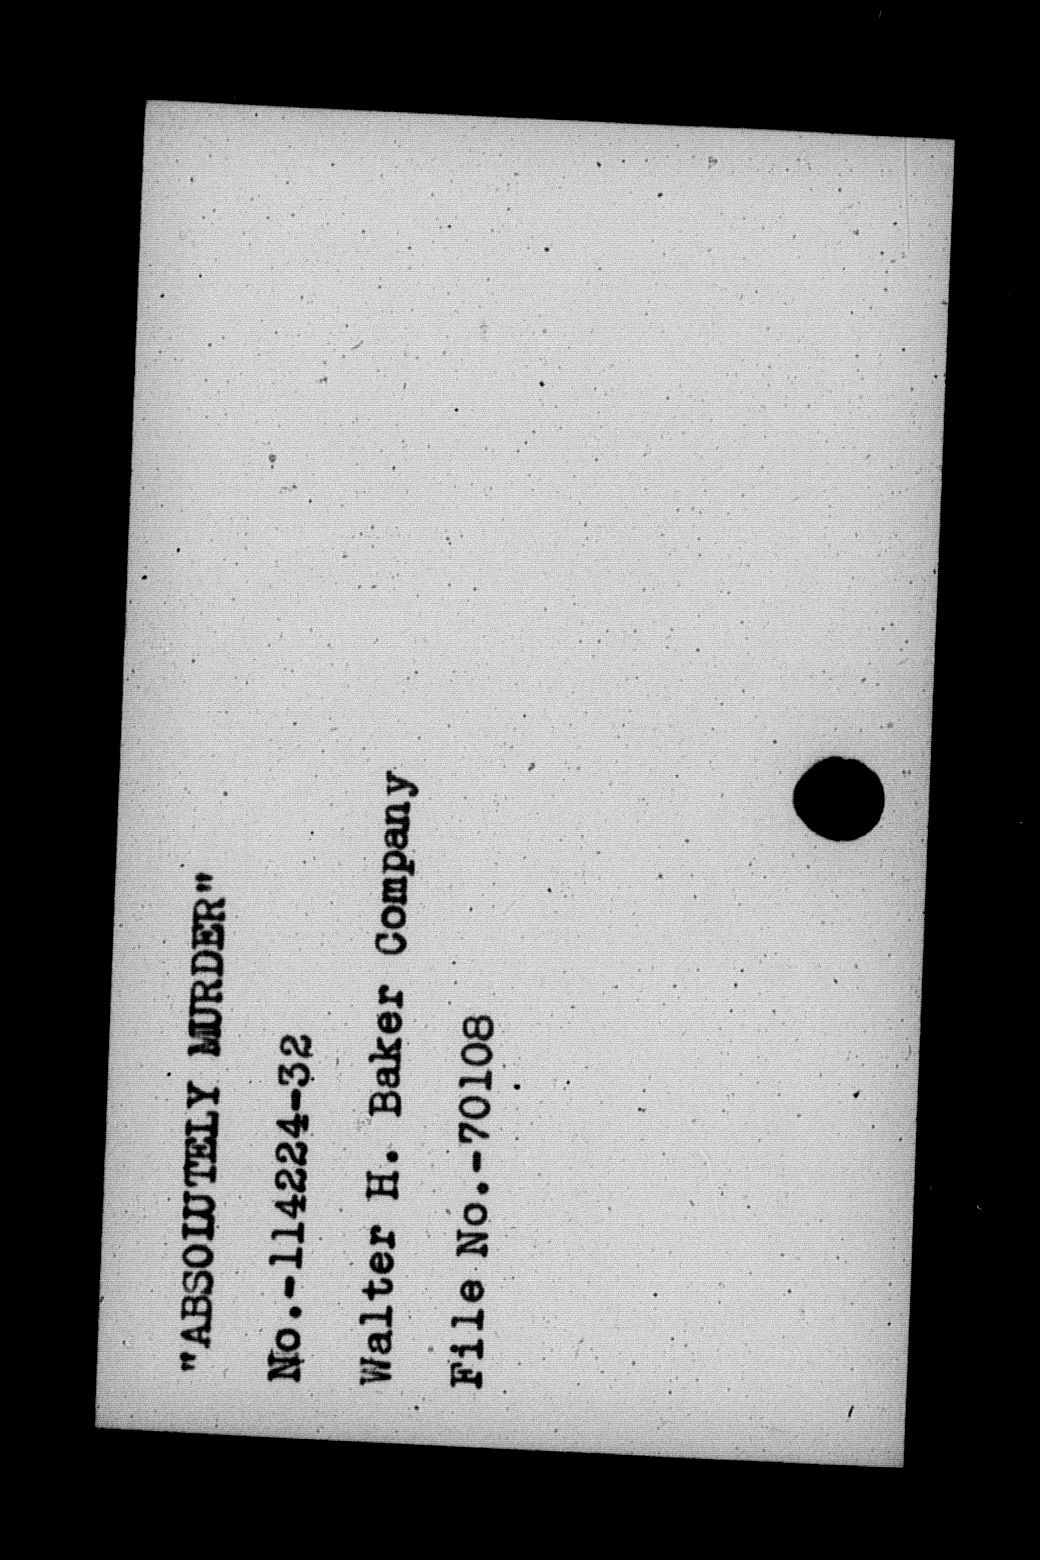 "ABSOLUTELY MURDER"
No.-114224-32
Walter H. Baker Company
File No.-70108